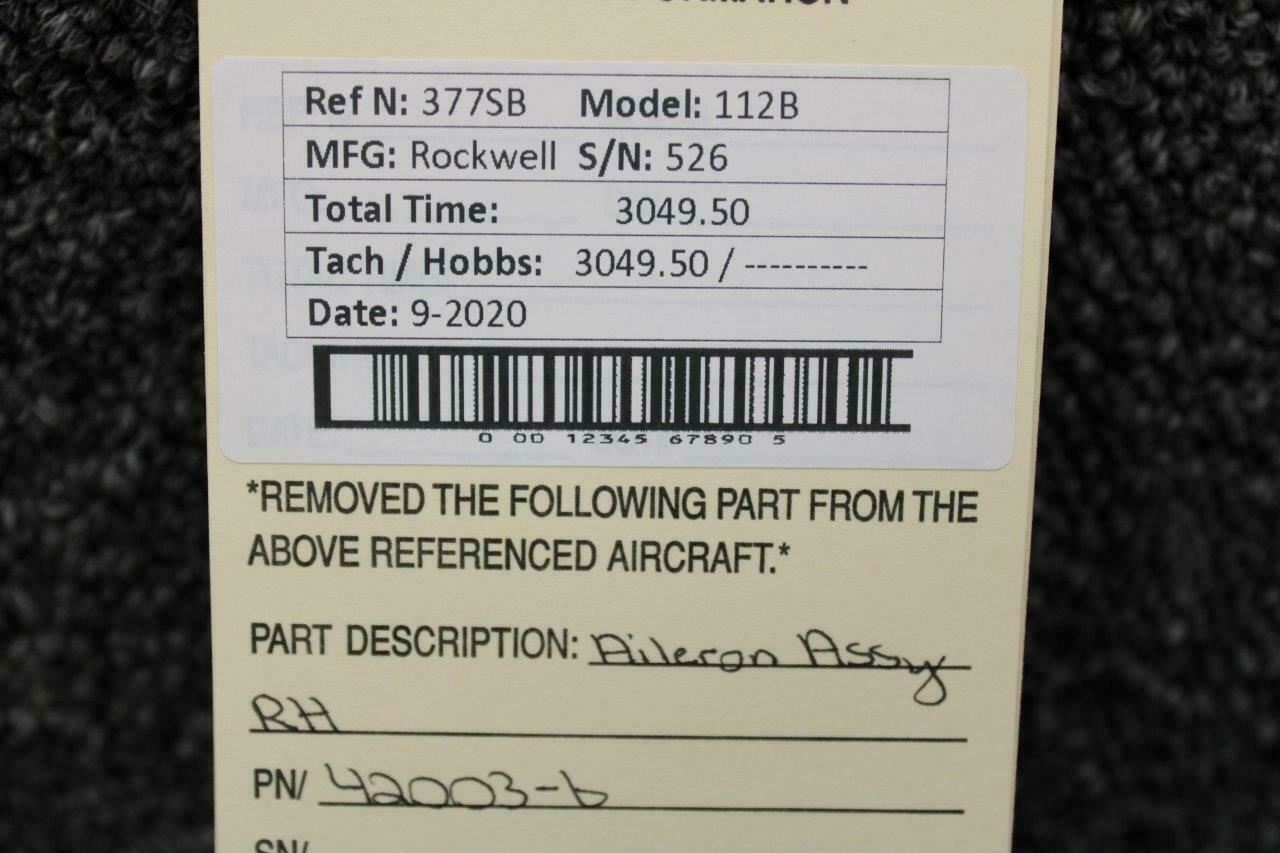 Ref N: 377SB Model: 112B
MFG: Rockwell S/N: 526
Total Time: 3049.50
Tach / Hobbs: 3049.50 / ----------
Date: 9-2020
0 00 12345 67890 5
*REMOVED THE FOLLOWING PART FROM THE
ABOVE REFERENCED AIRCRAFT.*
PART DESCRIPTION: Aileron Assy
RH
PN/ 42003-6
SN/